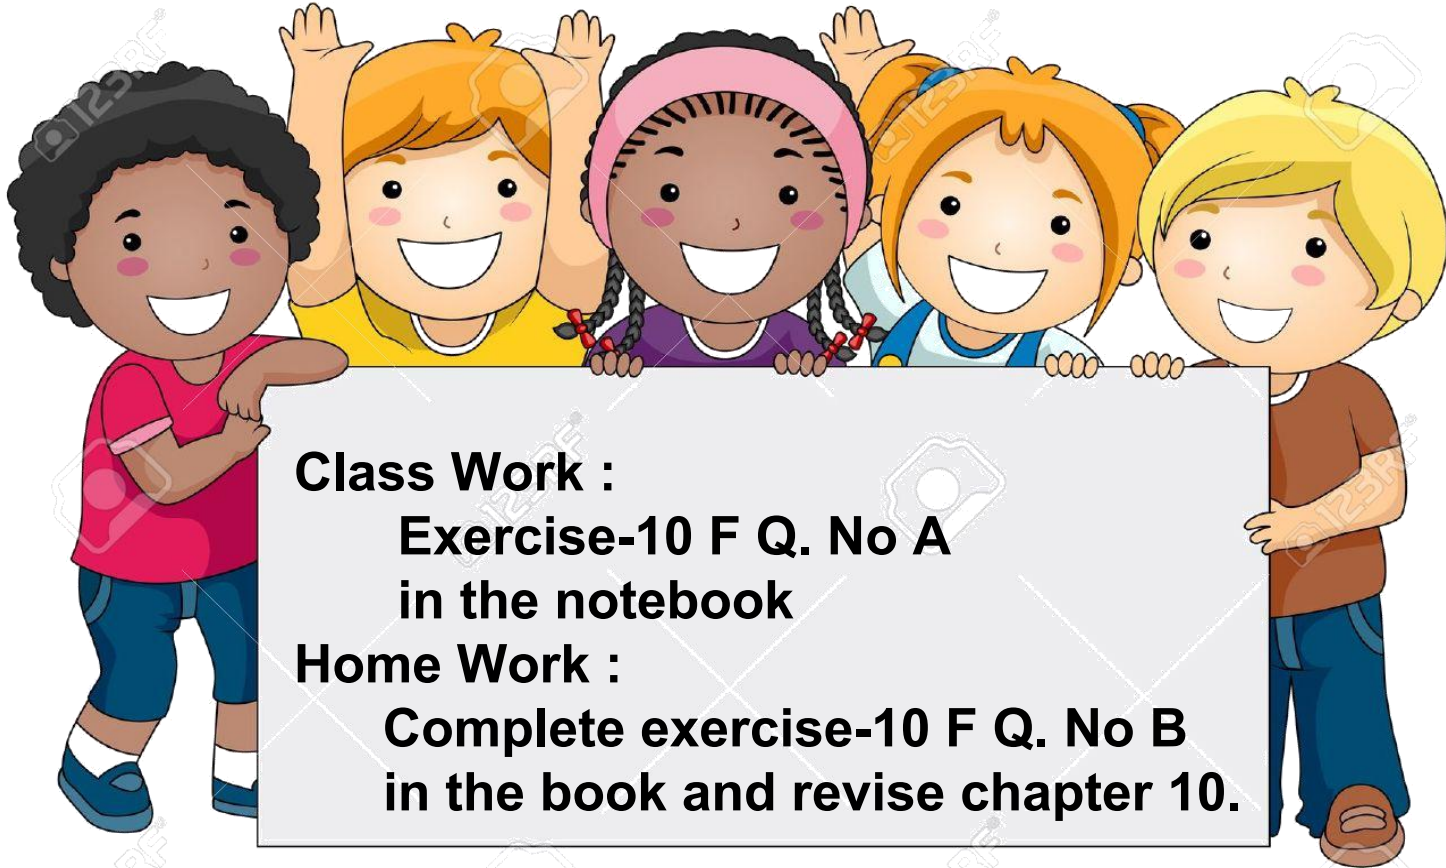 Class Work :
Exercise-10 F Q. No A
in the notebook
Home Work :
Complete exercise-10 F Q. No B
in the book and revise chapter 10.